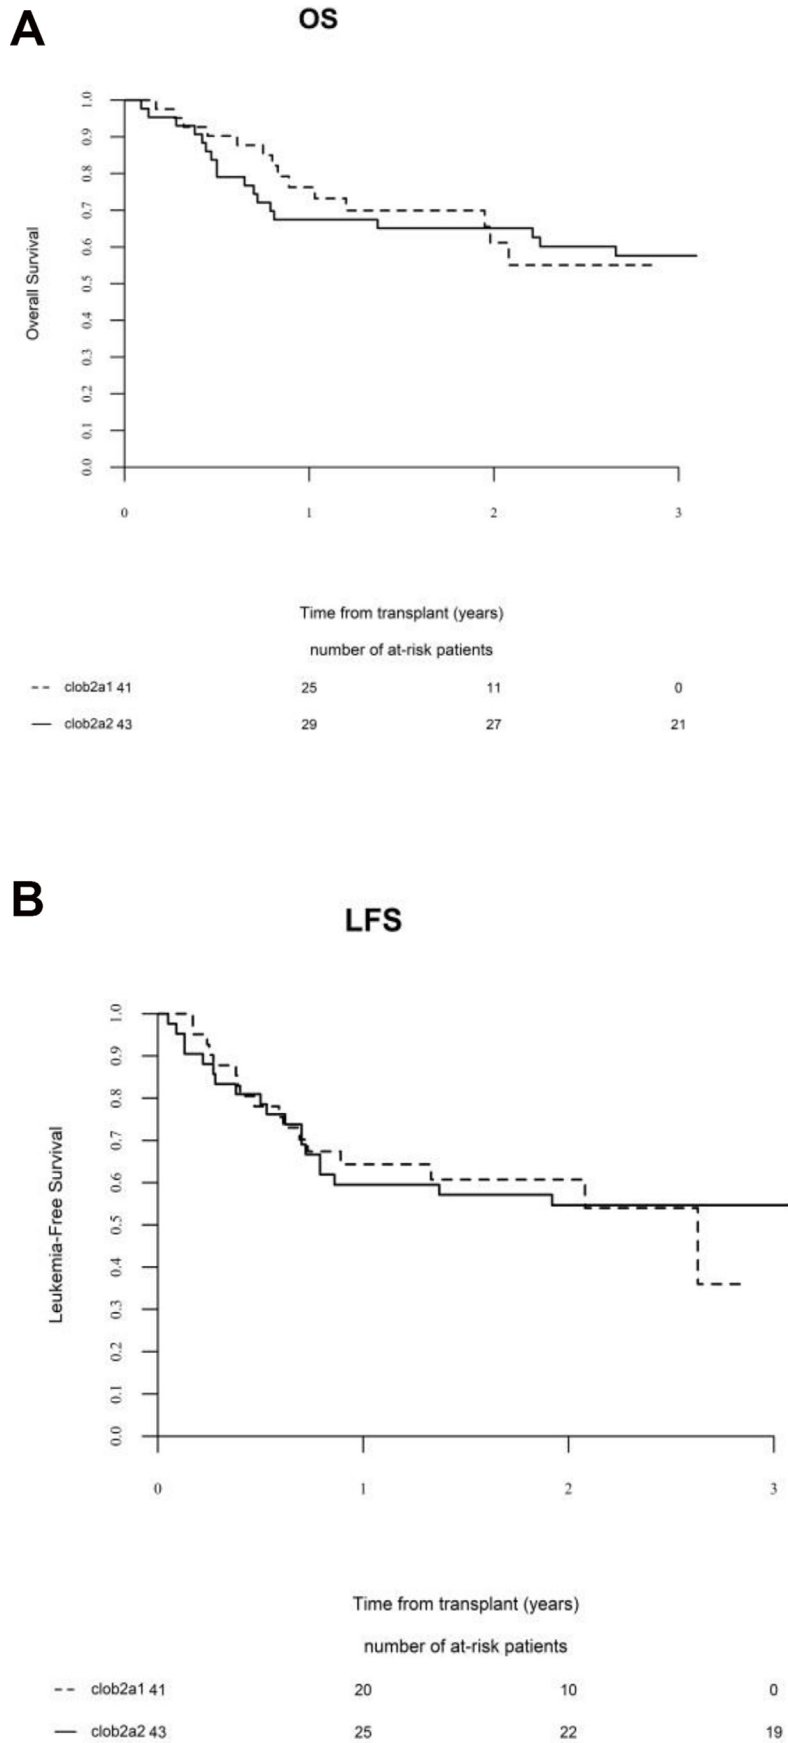 A
OS
1.0
0.9
0.8
0.7
0.6
0.5
0.4
0.3
0.2
0.1
0.0
Overall Survival
0 1 2 3
Time from transplant (years)
number of at-risk patients
clob2a1 41 25 11 0
clob2a2 43 29 27 21
B
LFS
1.0
0.9
0.8
0.7
0.6
0.5
0.4
0.3
0.2
0.1
0.0
Leukemia-Free Survival
0 1 2 3
Time from transplant (years)
number of at-risk patients
clob2a1 41 20 10 0
clob2a2 43 25 22 19